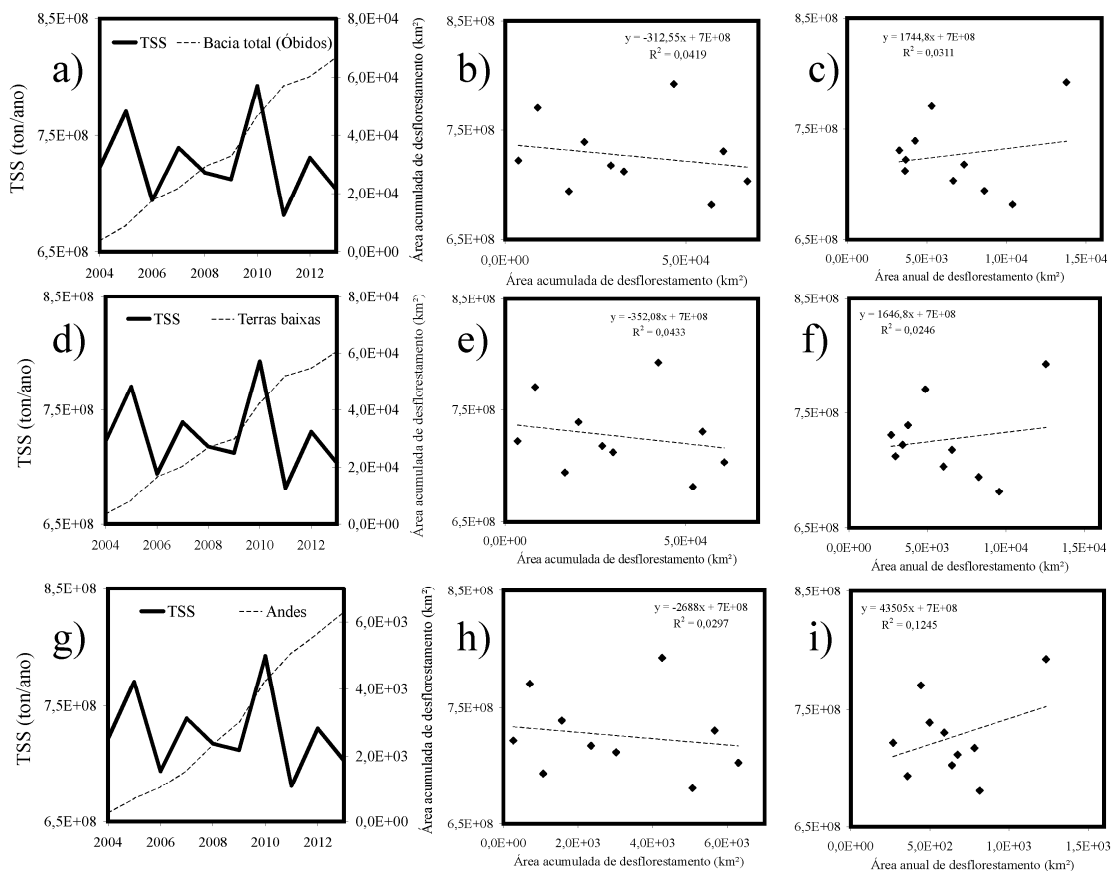 a)
TSS
Bacia total (Óbidos)
8,5E+08
7,5E+08
6,5E+08
TSS (ton/ano)
8,0E+04
6,0E+04
4,0E+04
2,0E+04
0,0E+00
Área acumulada de desflorestamento (km²)
2004 2006 2008 2010 2012
b)
y = -312,55x + 7E+08
R² = 0,0419
8,5E+08
7,5E+08
6,5E+08
0,0E+00 5,0E+04
Área acumulada de desflorestamento (km²)
c)
y = 1744,8x + 7E+08
R² = 0,0311
8,5E+08
7,5E+08
6,5E+08
0,0E+00 5,0E+03 1,0E+04 1,5E+04
Área anual de desflorestamento (km²)
d)
TSS
Terras baixas
8,5E+08
7,5E+08
6,5E+08
TSS (ton/ano)
8,0E+04
6,0E+04
4,0E+04
2,0E+04
0,0E+00
Área acumulada de desflorestamento (km²)
2004 2006 2008 2010 2012
e)
y = -352,08x + 7E+08
R² = 0,0433
8,5E+08
7,5E+08
6,5E+08
0,0E+00 5,0E+04
Área acumulada de desflorestamento (km²)
f)
y = 1646,8x + 7E+08
R² = 0,0246
8,5E+08
7,5E+08
6,5E+08
0,0E+00 5,0E+03 1,0E+04 1,5E+04
Área anual de desflorestamento (km²)
g)
TSS
Andes
8,5E+08
7,5E+08
6,5E+08
TSS (ton/ano)
6,0E+03
4,0E+03
2,0E+03
0,0E+00
Área acumulada de desflorestamento (km²)
2004 2006 2008 2010 2012
h)
y = -2688x + 7E+08
R² = 0,0297
8,5E+08
7,5E+08
6,5E+08
0,0E+00 2,0E+03 4,0E+03 6,0E+03
Área acumulada de desflorestamento (km²)
i)
y = 43505x + 7E+08
R² = 0,1245
8,5E+08
7,5E+08
6,5E+08
0,0E+00 5,0E+02 1,0E+03 1,5E+03
Área anual de desflorestamento (km²)